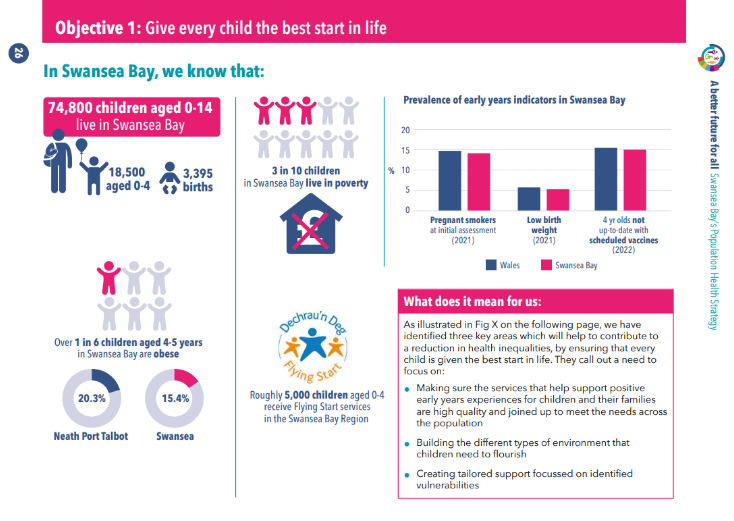 Objective 1: Give every child the best start in life
26
In Swansea Bay, we know that:
74,800 children aged 0-14
live in Swansea Bay
18,500
aged 0-4
3,395
births
Over 1 in 6 children aged 4-5 years
in Swansea Bay are obese
20.3%
Neath Port Talbot
15.4%
Swansea
3 in 10 children
in Swansea Bay live in poverty
£
Dechrau'n Deg
Flying Start
Roughly 5,000 children aged 0-4
receive Flying Start services
in the Swansea Bay Region
Prevalence of early years indicators in Swansea Bay
20
15
% 10
5
0
Pregnant smokers
at initial assessment
(2021)
Low birth
weight
(2021)
4 yr olds not
up-to-date with
scheduled vaccines
(2022)
Wales
Swansea Bay
What does it mean for us:
As illustrated in Fig X on the following page, we have
identified three key areas which will help to contribute to
a reduction in health inequalities, by ensuring that every
child is given the best start in life. They call out a need to
focus on:
• Making sure the services that help support positive
early years experiences for children and their families
are high quality and joined up to meet the needs across
the population
• Building the different types of environment that
children need to flourish
• Creating tailored support focussed on identified
vulnerabilities
A better future for all Swansea Bay's Population Health Strategy